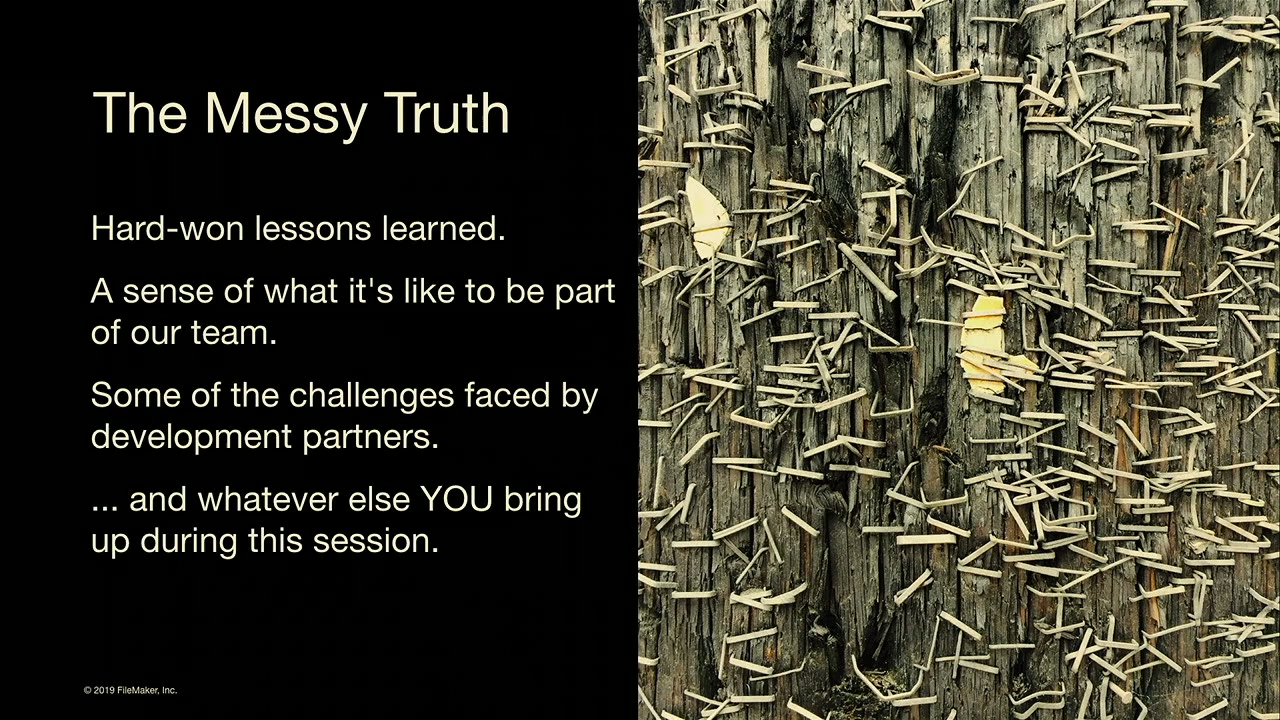 The Messy Truth
Hard-won lessons learned.
A sense of what it's like to be part
of our team.
Some of the challenges faced by
development partners.
... and whatever else YOU bring
up during this session.
© 2019 FileMaker, Inc.